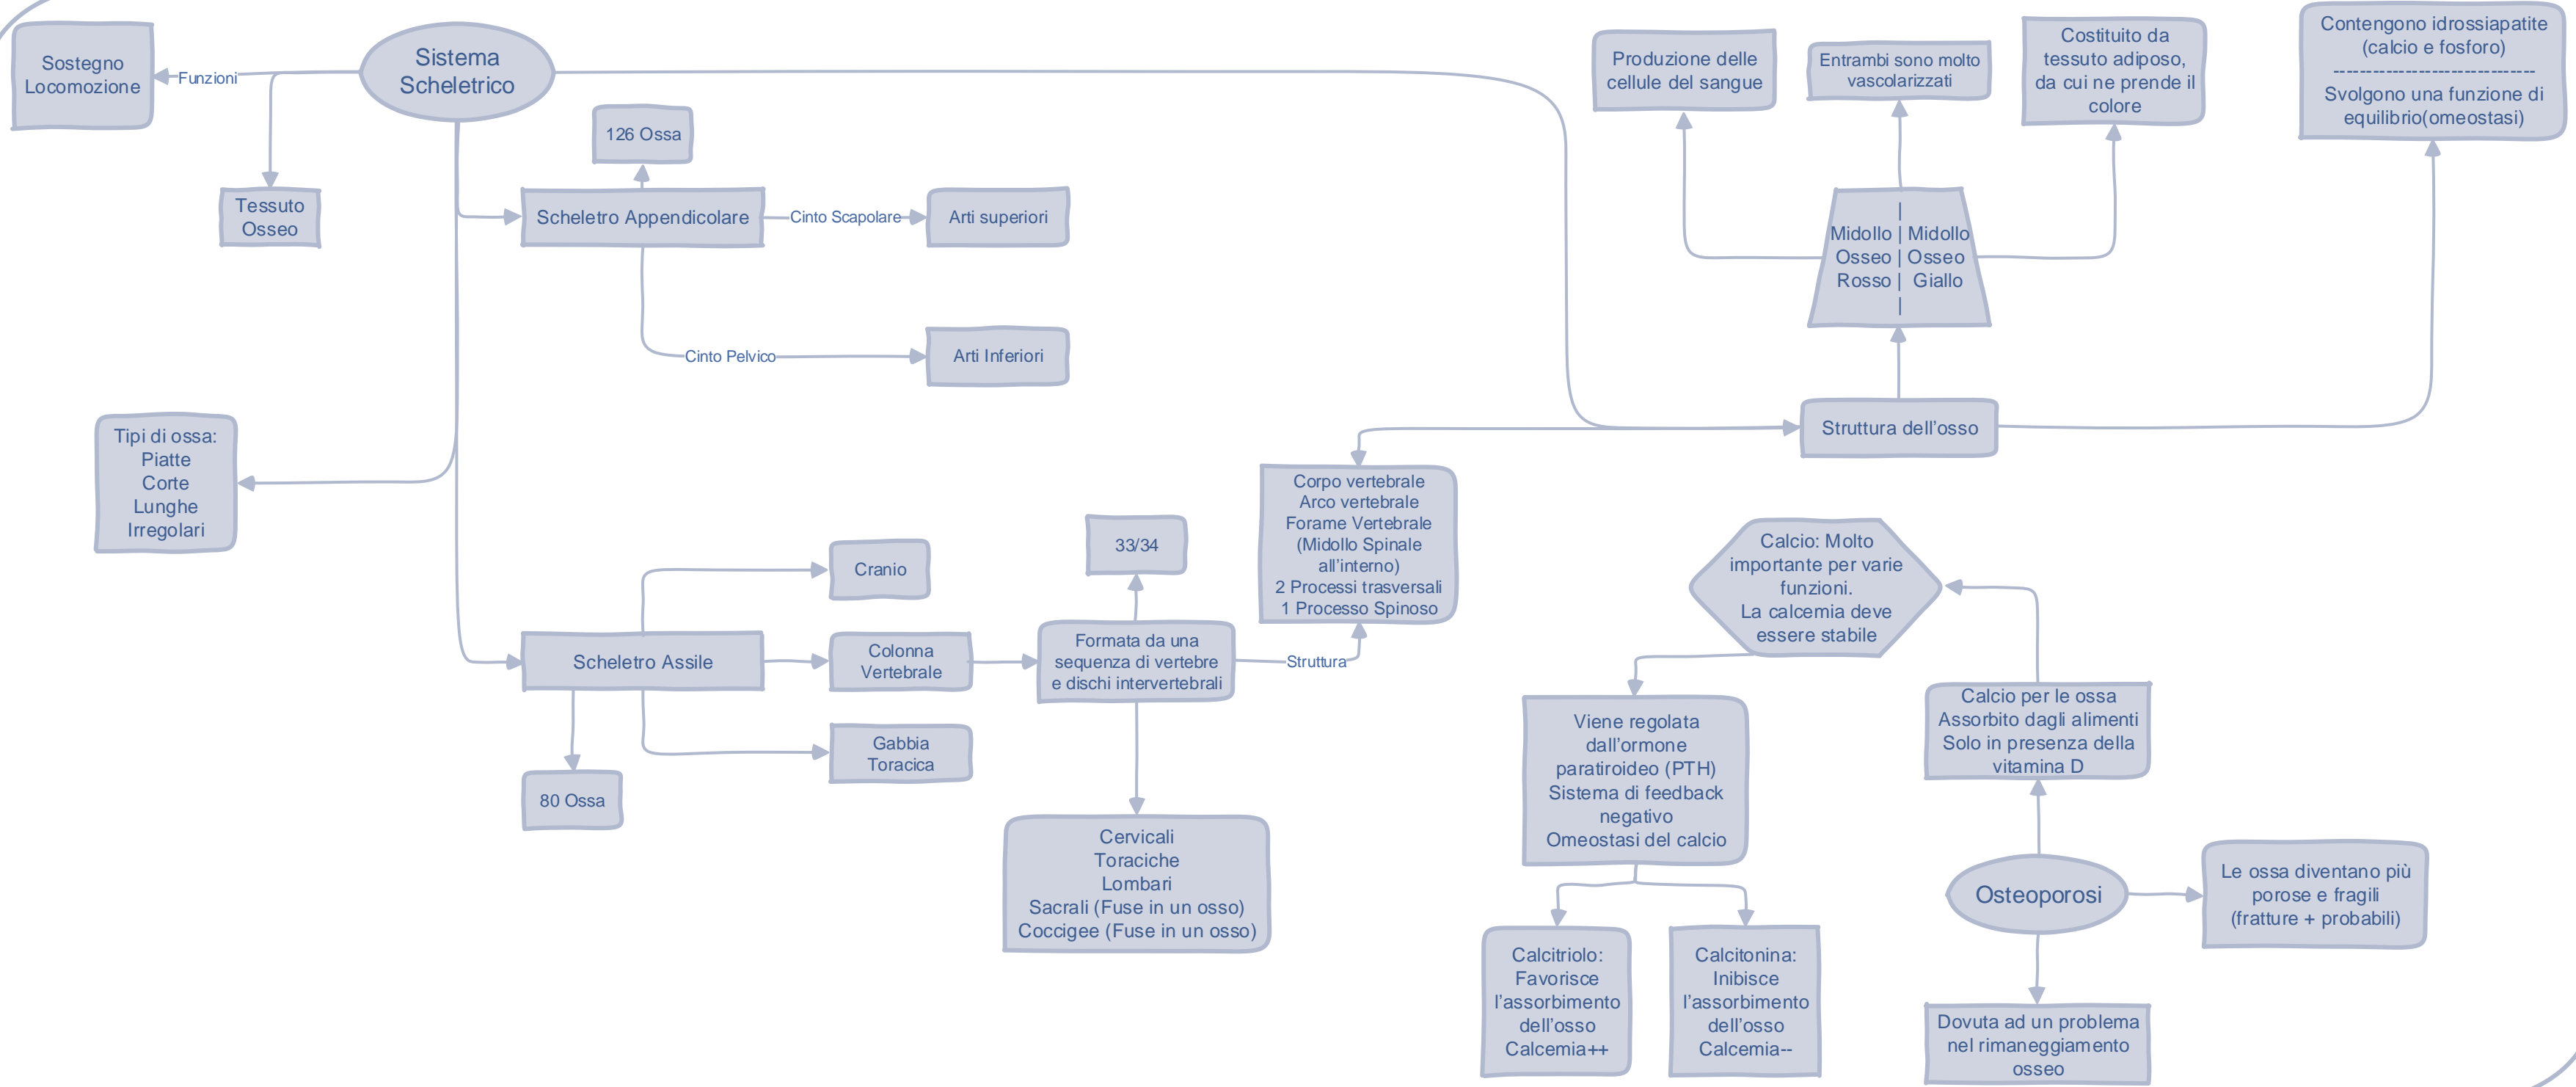 Sistema
Scheletrico
Funzioni
Sostegno
Locomozione
Tessuto
Osseo
126 Ossa
Scheletro Appendicolare
Cinto Scapolare
Arti superiori
Cinto Pelvico
Arti Inferiori
Tipi di ossa:
Piatte
Corte
Lunghe
Irregolari
Scheletro Assile
80 Ossa
Cranio
Colonna
Vertebrale
Gabbia
Toracica
Formata da una
sequenza di vertebre
e dischi intervertebrali
33/34
Cervicali
Toraciche
Lombari
Sacrali (Fuse in un osso)
Coccigee (Fuse in un osso)
Struttura
Corpo vertebrale
Arco vertebrale
Forame Vertebrale
(Midollo Spinale
all’interno)
2 Processi trasversali
1 Processo Spinoso
Struttura dell’osso
Midollo | Midollo
Osseo | Osseo
Rosso | Giallo
Produzione delle
cellule del sangue
Entrambi sono molto
vascolarizzati
Costituito da
tessuto adiposo,
da cui ne prende il
colore
Contengono idrossiapatite
(calcio e fosforo)
-------------------------------
Svolgono una funzione di
equilibrio(omeostasi)
Calcio: Molto
importante per varie
funzioni.
La calcemia deve
essere stabile
Viene regolata
dall’ormone
paratiroideo (PTH)
Sistema di feedback
negativo
Omeostasi del calcio
Calcitriolo:
Favorisce
l’assorbimento
dell’osso
Calcemia++
Calcitonina:
Inibisce
l’assorbimento
dell’osso
Calcemia--
Calcio per le ossa
Assorbito dagli alimenti
Solo in presenza della
vitamina D
Osteoporosi
Le ossa diventano più
porose e fragili
(fratture + probabili)
Dovuta ad un problema
nel rimaneggiamento
osseo